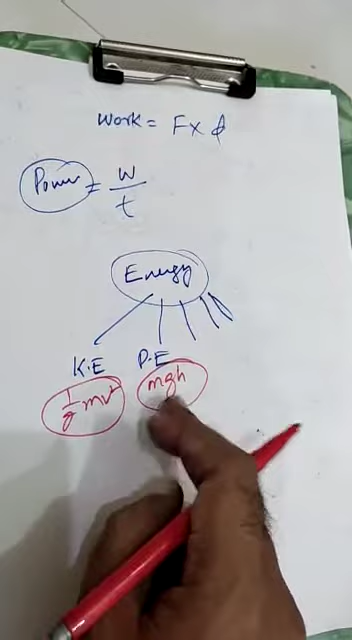 Work = F x d
Power = W
t
Energy
K.E P.E
1/2 mv² mgh